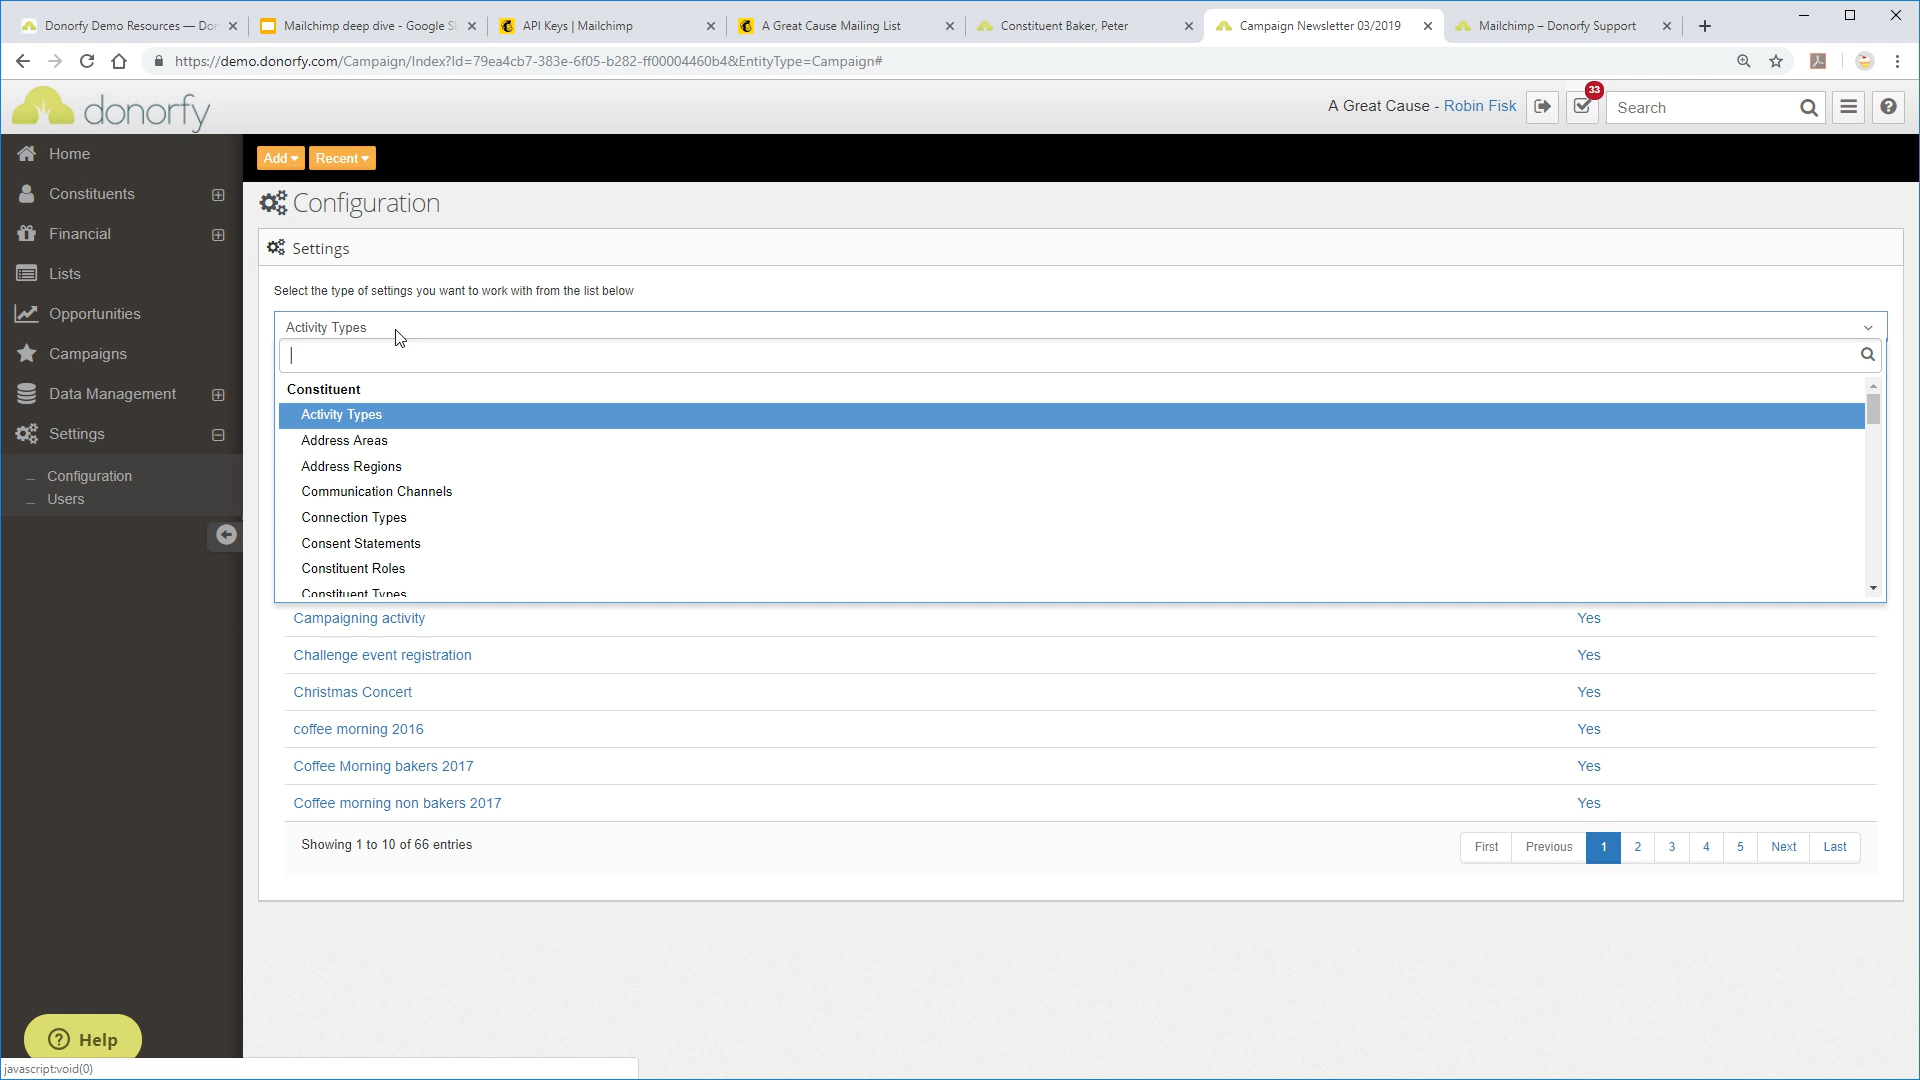 Donorfy Demo Resources — Don
Mailchimp deep dive - Google Sl
API Keys | Mailchimp
A Great Cause Mailing List
Constituent Baker, Peter
Campaign Newsletter 03/2019
Mailchimp – Donorfy Support
https://demo.donorfy.com/Campaign/Index?Id=79ea4cb7-383e-6f05-b282-ff00004460b4&EntityType=Campaign#
donorfy
A Great Cause - Robin Fisk
33
Search
Home
Constituents
Financial
Lists
Opportunities
Campaigns
Data Management
Settings
Configuration
Users
Add
Recent
Configuration
Settings
Select the type of settings you want to work with from the list below
Activity Types
Constituent
Activity Types
Address Areas
Address Regions
Communication Channels
Connection Types
Consent Statements
Constituent Roles
Constituent Types
Campaigning activity Yes
Challenge event registration Yes
Christmas Concert Yes
coffee morning 2016 Yes
Coffee Morning bakers 2017 Yes
Coffee morning non bakers 2017 Yes
Showing 1 to 10 of 66 entries
First Previous 1 2 3 4 5 Next Last
Help
javascript:void(0)